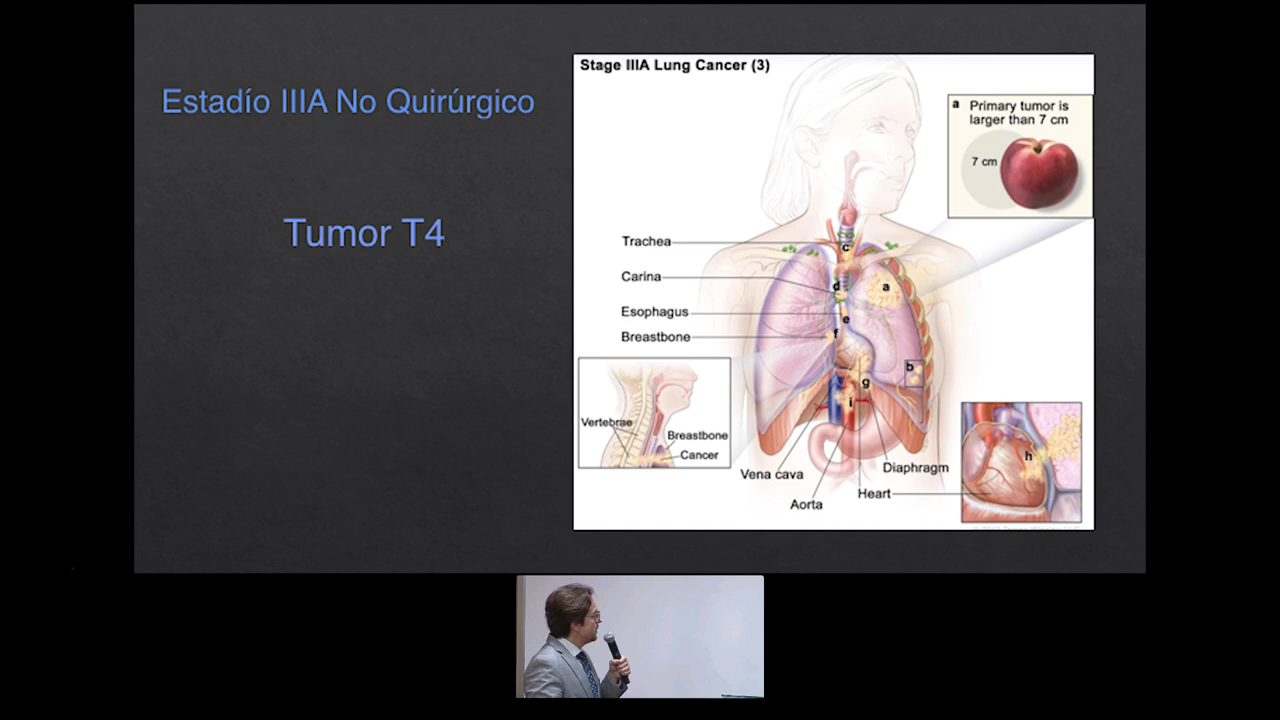 Estadío IIIA No Quirúrgico
Tumor T4
Stage IIIA Lung Cancer (3)
a Primary tumor is
larger than 7 cm
7 cm
Trachea
Carina
Esophagus
Breastbone
c
d
a
e
f
b
g
i
Vertebrae
Breastbone
Cancer
h
Vena cava
Diaphragm
Heart
Aorta